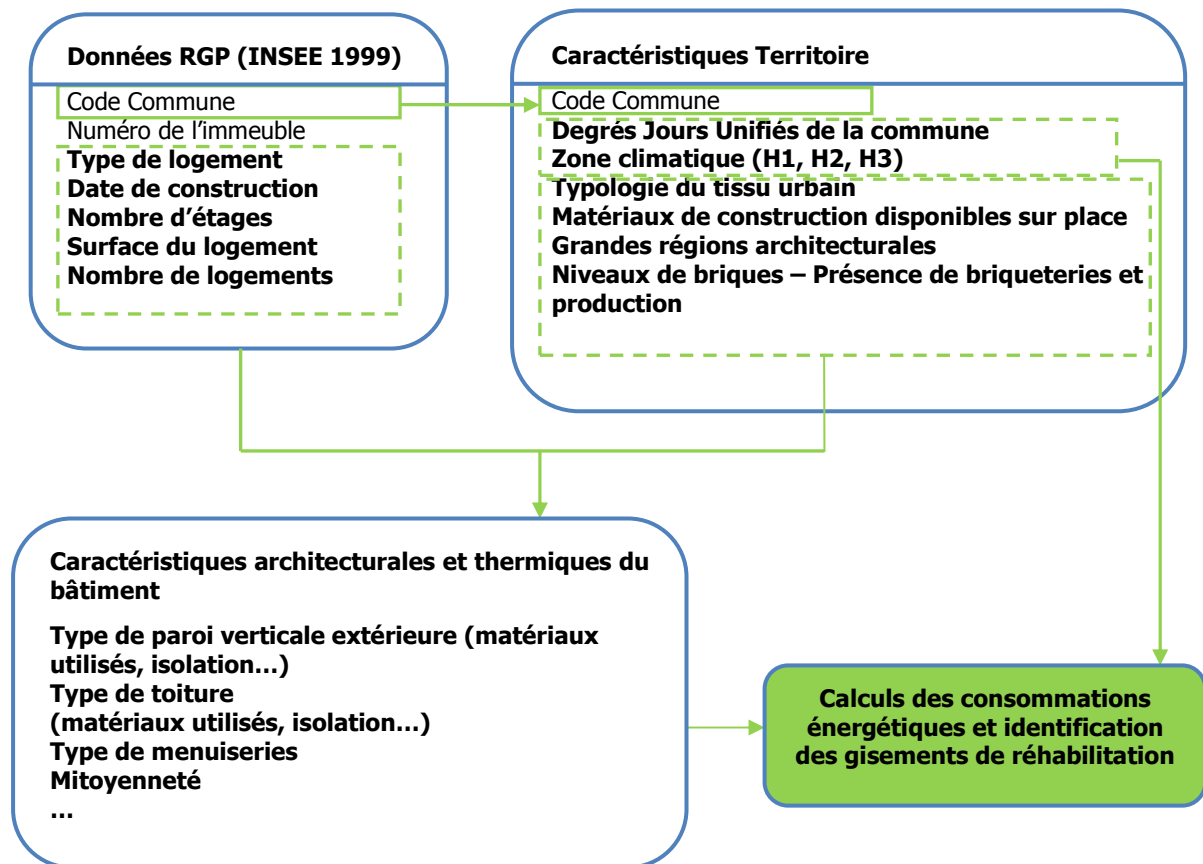 Données RGP (INSEE 1999)
Code Commune
Numéro de l’immeuble
Type de logement
Date de construction
Nombre d’étages
Surface du logement
Nombre de logements
Caractéristiques Territoire
Code Commune
Degrés Jours Unifiés de la commune
Zone climatique (H1, H2, H3)
Typologie du tissu urbain
Matériaux de construction disponibles sur place
Grandes régions architecturales
Niveaux de briques – Présence de briqueteries et
production
Caractéristiques architecturales et thermiques du
bâtiment
Type de paroi verticale extérieure (matériaux
utilisés, isolation…)
Type de toiture
(matériaux utilisés, isolation…)
Type de menuiseries
Mitoyenneté
…
Calculs des consommations
énergétiques et identification
des gisements de réhabilitation